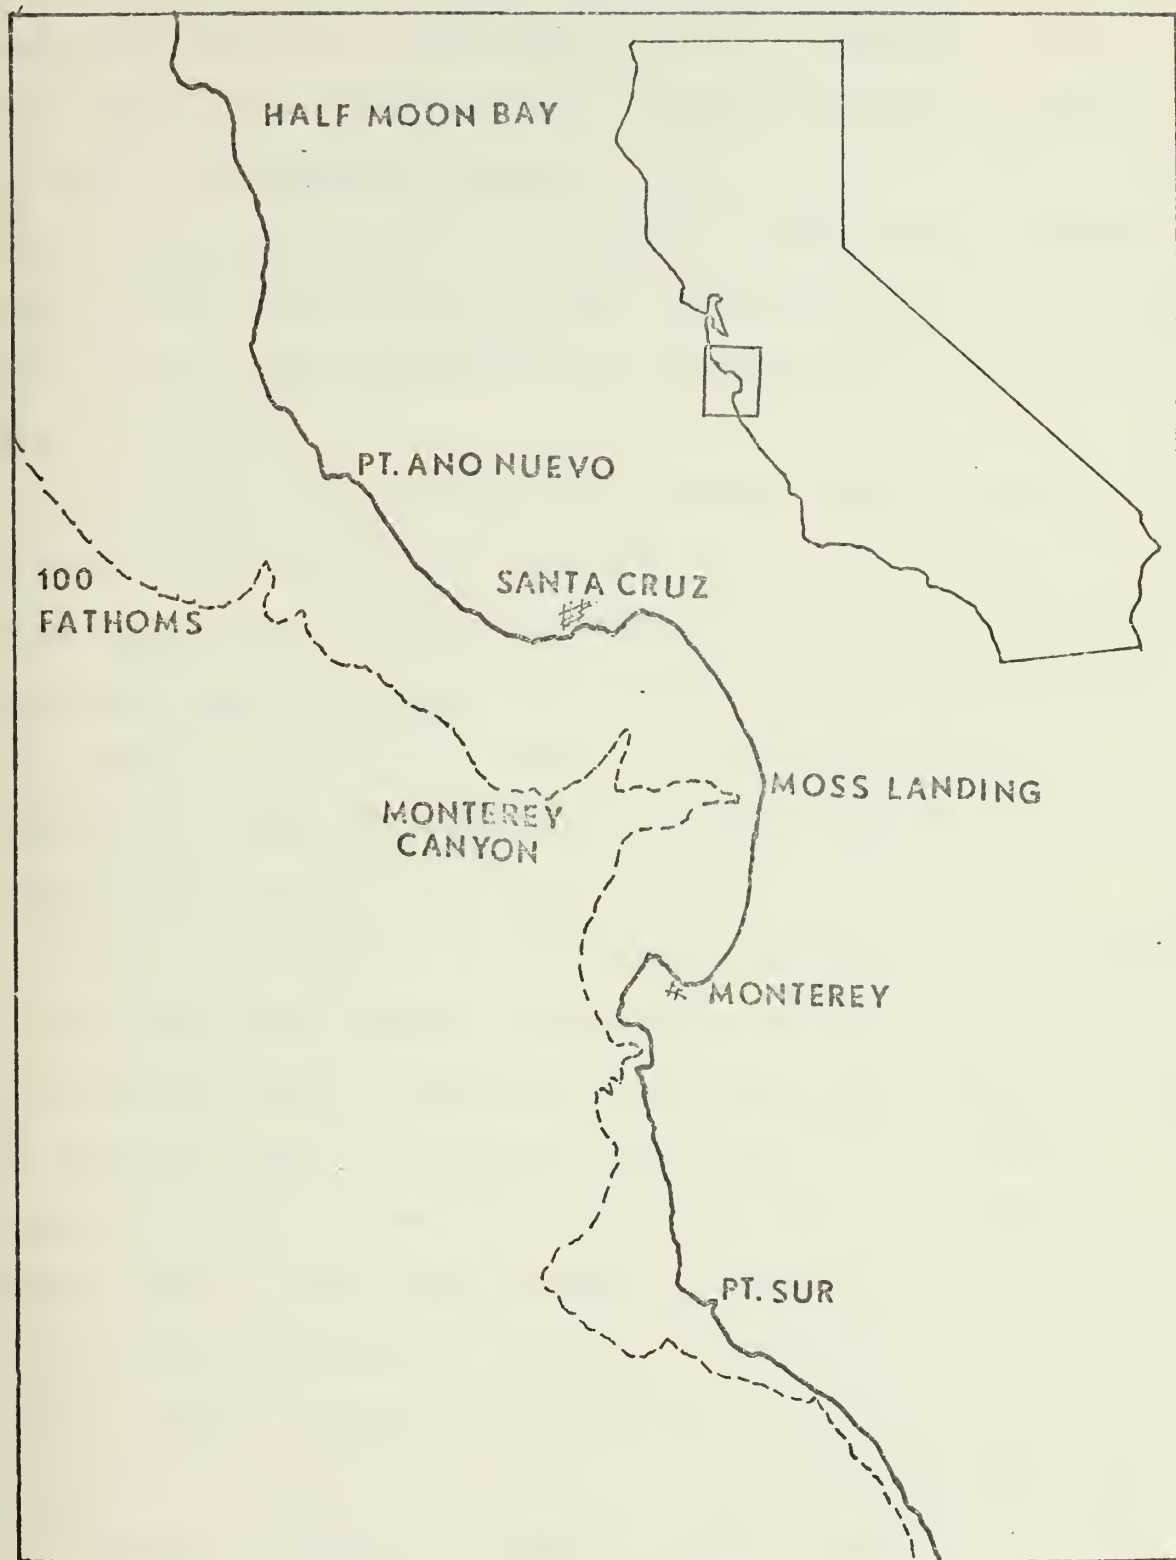 HALF MOON BAY
PT. ANO NUEVO
100
FATHOMS
SANTA CRUZ
MOSS LANDING
MONTEREY
CANYON
MONTEREY
PT. SUR